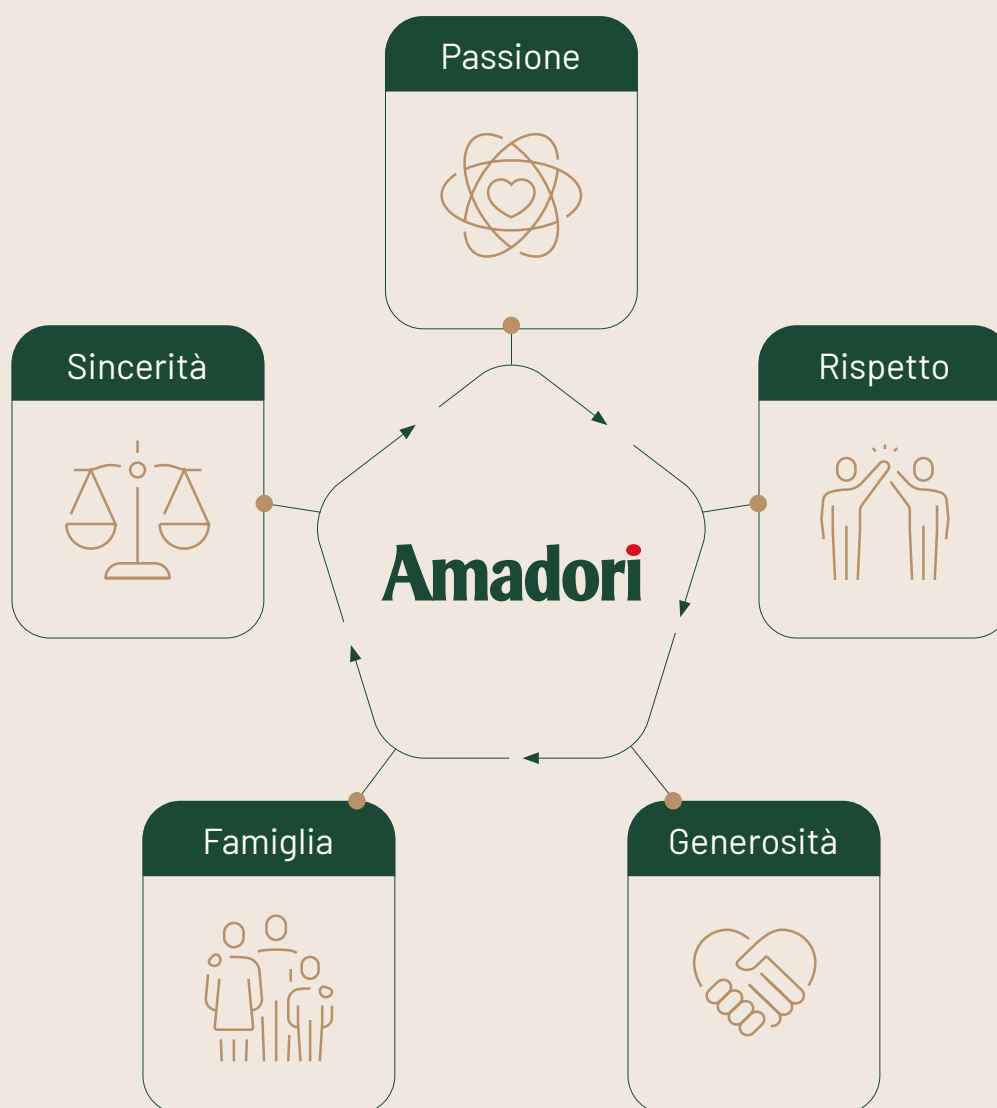 Passione
Sincerità
Rispetto
Amadori
Famiglia
Generosità